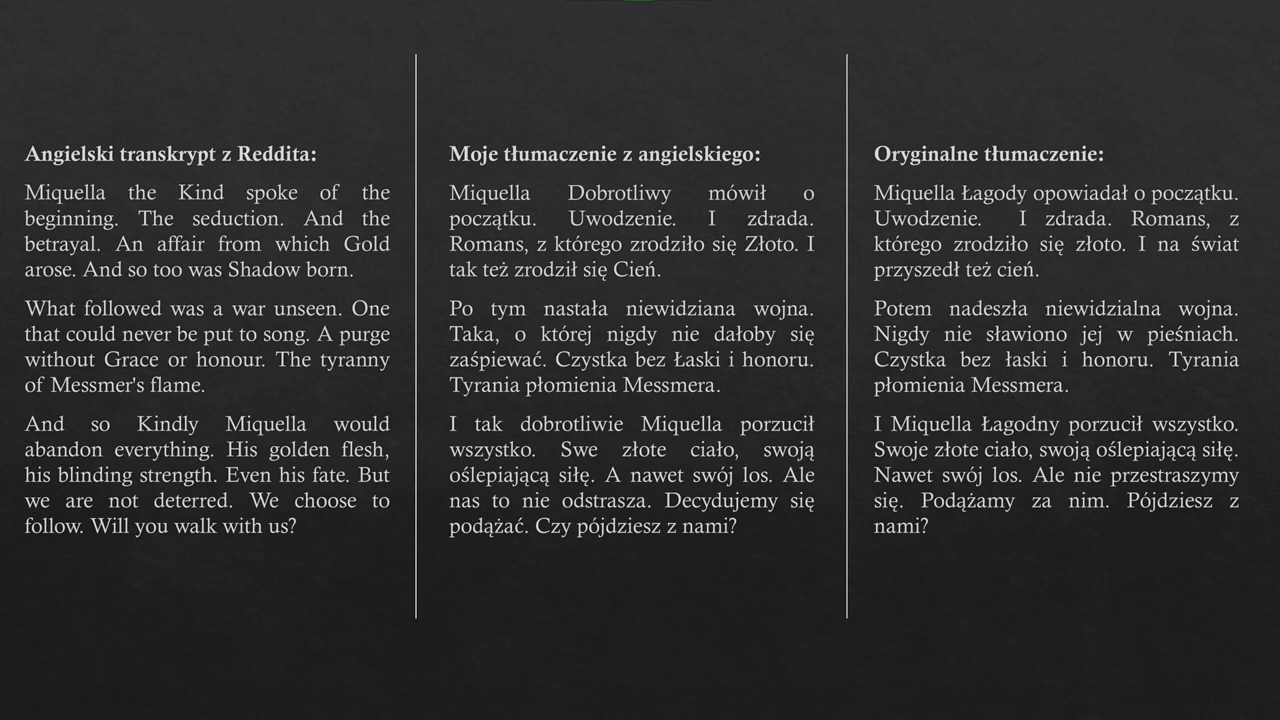 Angielski transkrypt z Reddita:
Miquella the Kind spoke of the
beginning. The seduction. And the
betrayal. An affair from which Gold
arose. And so too was Shadow born.
What followed was a war unseen. One
that could never be put to song. A purge
without Grace or honour. The tyranny
of Messmer's flame.
And so Kindly Miquella would
abandon everything. His golden flesh,
his blinding strength. Even his fate. But
we are not deterred. We choose to
follow. Will you walk with us?
Moje tłumaczenie z angielskiego:
Miquella Dobrotliwy mówił o
początku. Uwodzenie. I zdrada.
Romans, z którego zrodziło się Złoto. I
tak też zrodził się Cień.
Po tym nastała niewidziana wojna.
Taka, o której nigdy nie dałoby się
zaśpiewać. Czystka bez Łaski i honoru.
Tyrania płomienia Messmera.
I tak dobrotliwie Miquella porzucił
wszystko. Swe złote ciało, swoją
oślepiającą siłę. A nawet swój los. Ale
nas to nie odstrasza. Decydujemy się
podążać. Czy pójdziesz z nami?
Oryginalne tłumaczenie:
Miquella Łagody opowiadał o początku.
Uwodzenie. I zdrada. Romans, z
którego zrodziło się złoto. I na świat
przyszedł też cień.
Potem nadeszła niewidzialna wojna.
Nigdy nie sławiono jej w pieśniach.
Czystka bez łaski i honoru. Tyrania
płomienia Messmera.
I Miquella Łagodny porzucił wszystko.
Swoje złote ciało, swoją oślepiającą siłę.
Nawet swój los. Ale nie przestraszymy
się. Podążamy za nim. Pójdziesz z
nami?